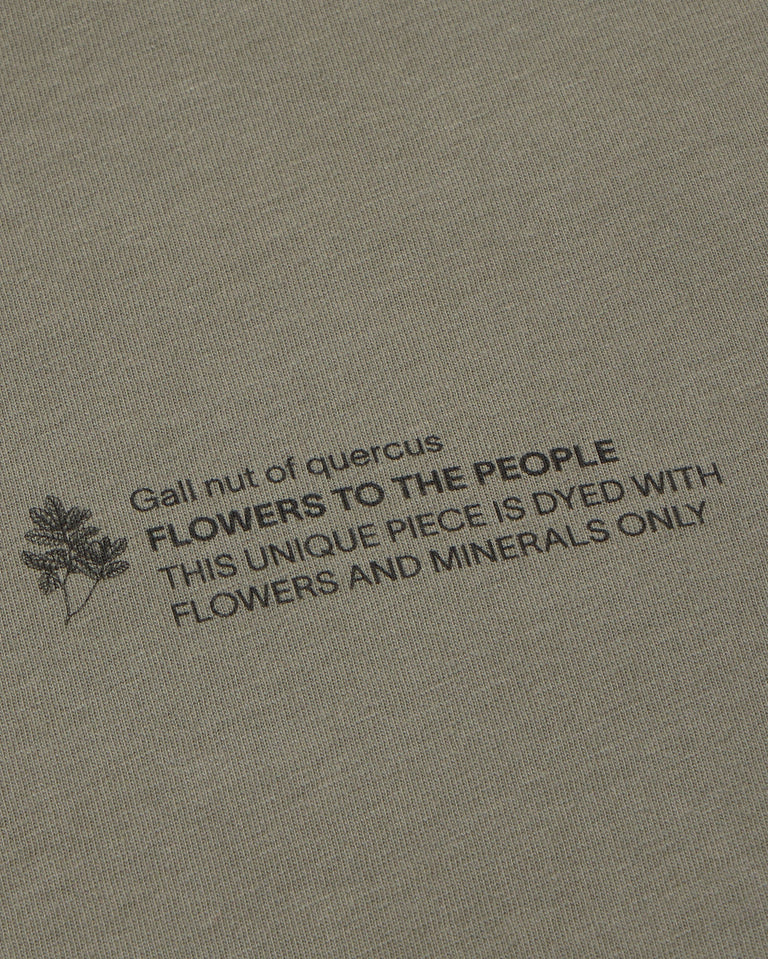 Gall nut of quercus
FLOWERS TO THE PEOPLE
THIS UNIQUE PIECE IS DYED WITH
FLOWERS AND MINERALS ONLY